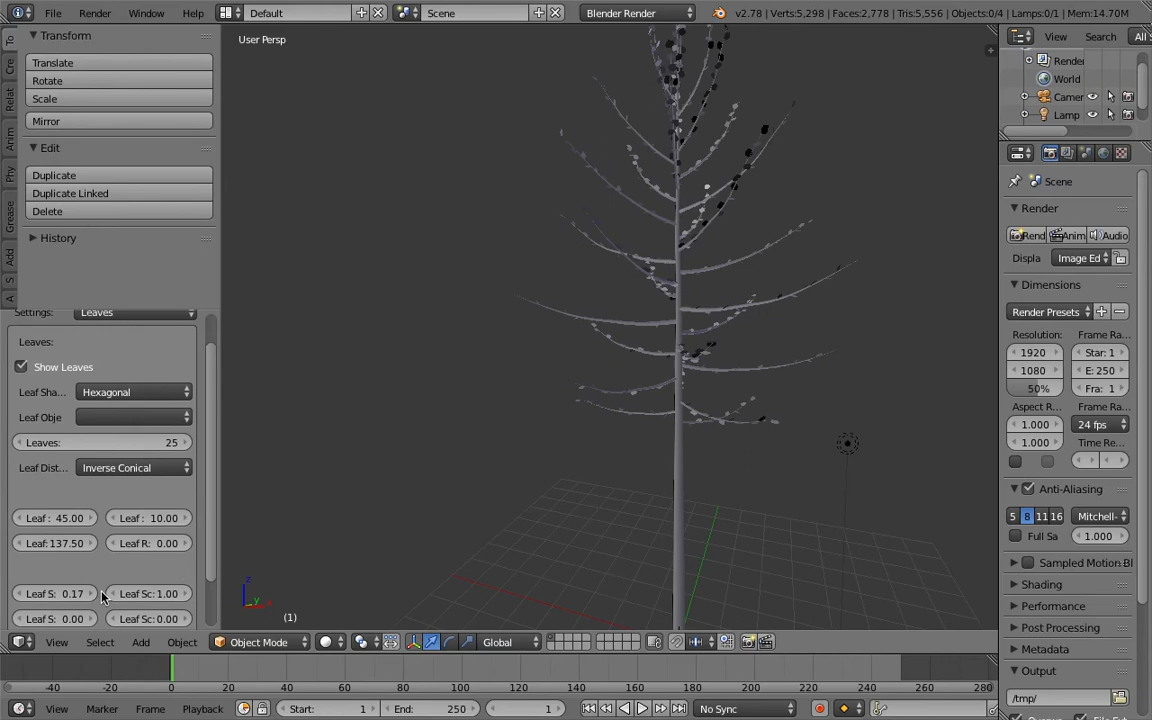 File Render Window Help Default Scene Blender Render v2.78 | Verts:5,298 | Faces:2,778 | Tris:5,556 | Objects:0/4 | Lamps:0/1 | Mem:14.70M
To
Cre
Relat
Anim
Phy
Grease
Add
S
A
Transform
Translate
Rotate
Scale
Mirror
Edit
Duplicate
Duplicate Linked
Delete
History
Settings: Leaves
Leaves:
Show Leaves
Leaf Sha... Hexagonal
Leaf Obje
Leaves: 25
Leaf Dist... Inverse Conical
Leaf : 45.00 Leaf : 10.00
Leaf: 137.50 Leaf R: 0.00
Leaf S: 0.17 Leaf Sc: 1.00
Leaf S: 0.00 Leaf Sc: 0.00
User Persp
z
y
x
(1)
View Select Add Object Object Mode Global
-40 -20 0 20 40 60 80 100 120 140 160 180 200 220 240 260 280
View Marker Frame Playback Start: 1 End: 250 1 No Sync
View Search All S
Render
World
Camer
Lamp
Scene
Render
Rend Anim Audio
Displa Image Ed
Dimensions
Render Presets
Resolution: Frame Ra...
1920 Star: 1
1080 E: 250
50% Fra: 1
Aspect R... Frame Ra...
1.000 24 fps
1.000 Time Re...
Anti-Aliasing
5 8 11 16 Mitchell-
Full Sa 1.000
Sampled Motion Bl
Shading
Performance
Post Processing
Metadata
Output
/tmp/